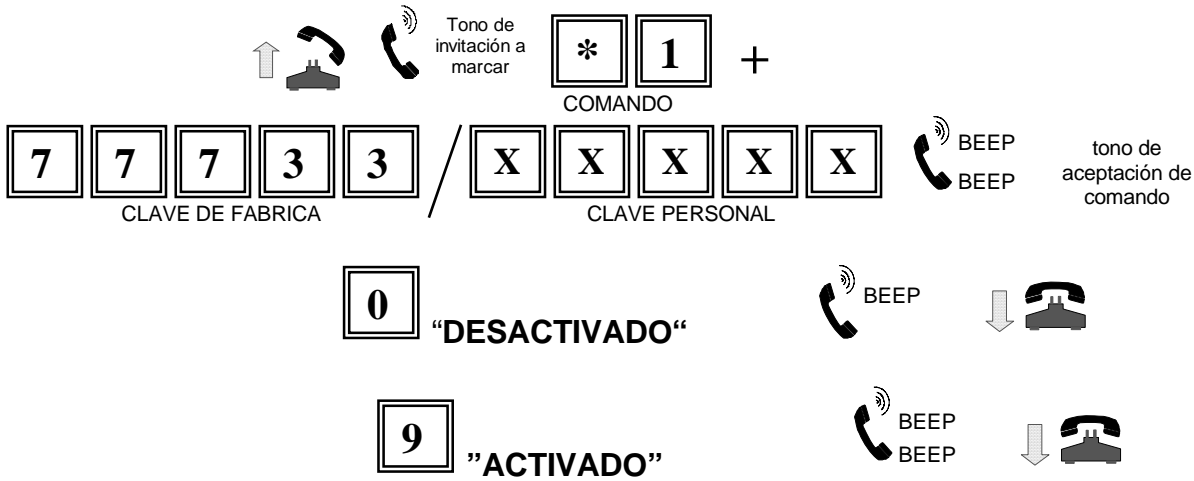 Tono de
invitación a
marcar
* 1 +
COMANDO
7 7 7 3 3 / X X X X X
CLAVE DE FABRICA
CLAVE PERSONAL
BEEP
BEEP
tono de
aceptación de
comando
0 “DESACTIVADO“
BEEP
9 ”ACTIVADO”
BEEP
BEEP